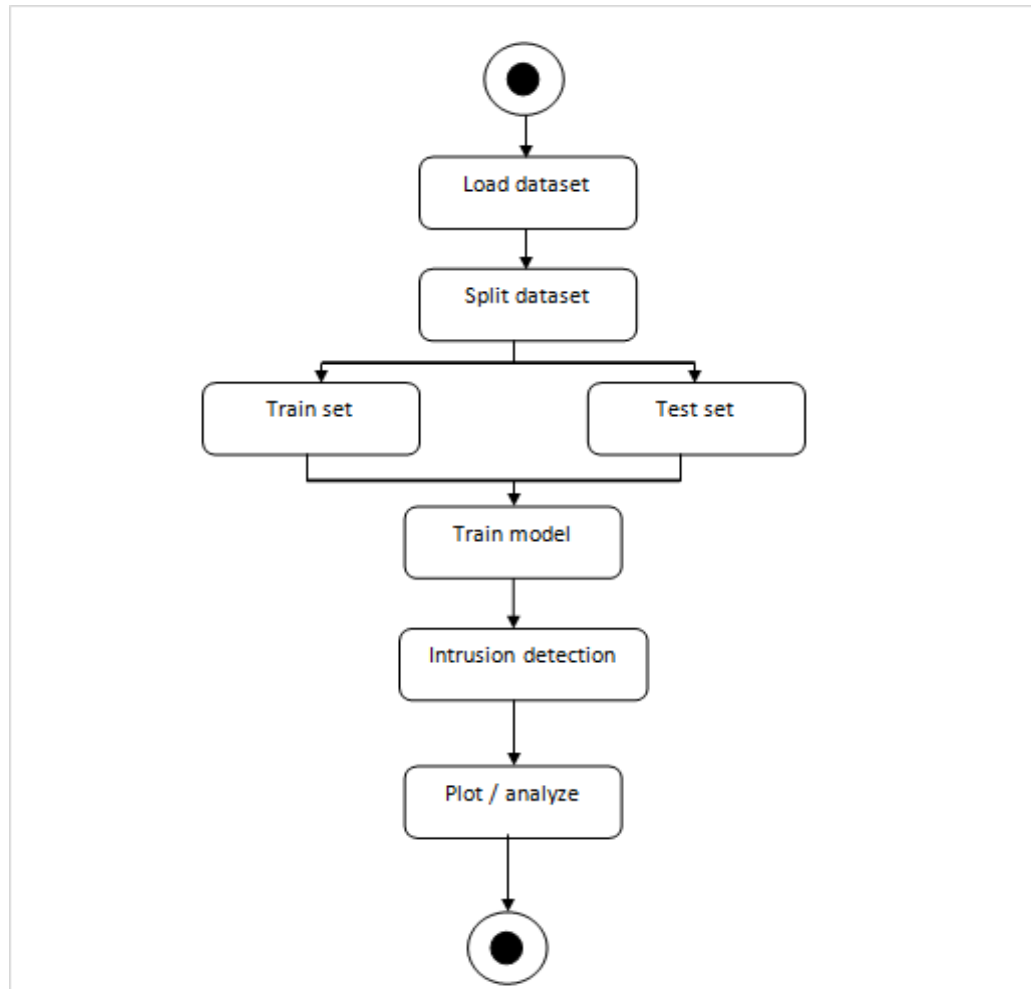 Load dataset
Split dataset
Train set
Test set
Train model
Intrusion detection
Plot / analyze